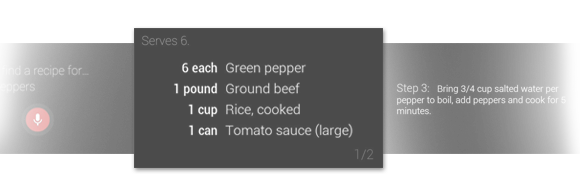 a recipe for...
Serves 6.
6 each Green pepper
1 pound Ground beef
1 cup Rice, cooked
1 can Tomato sauce (large)
1/2
Step 3: Bring 3/4 cup salted water per
pepper to boil, add peppers and cook for 5
minutes.